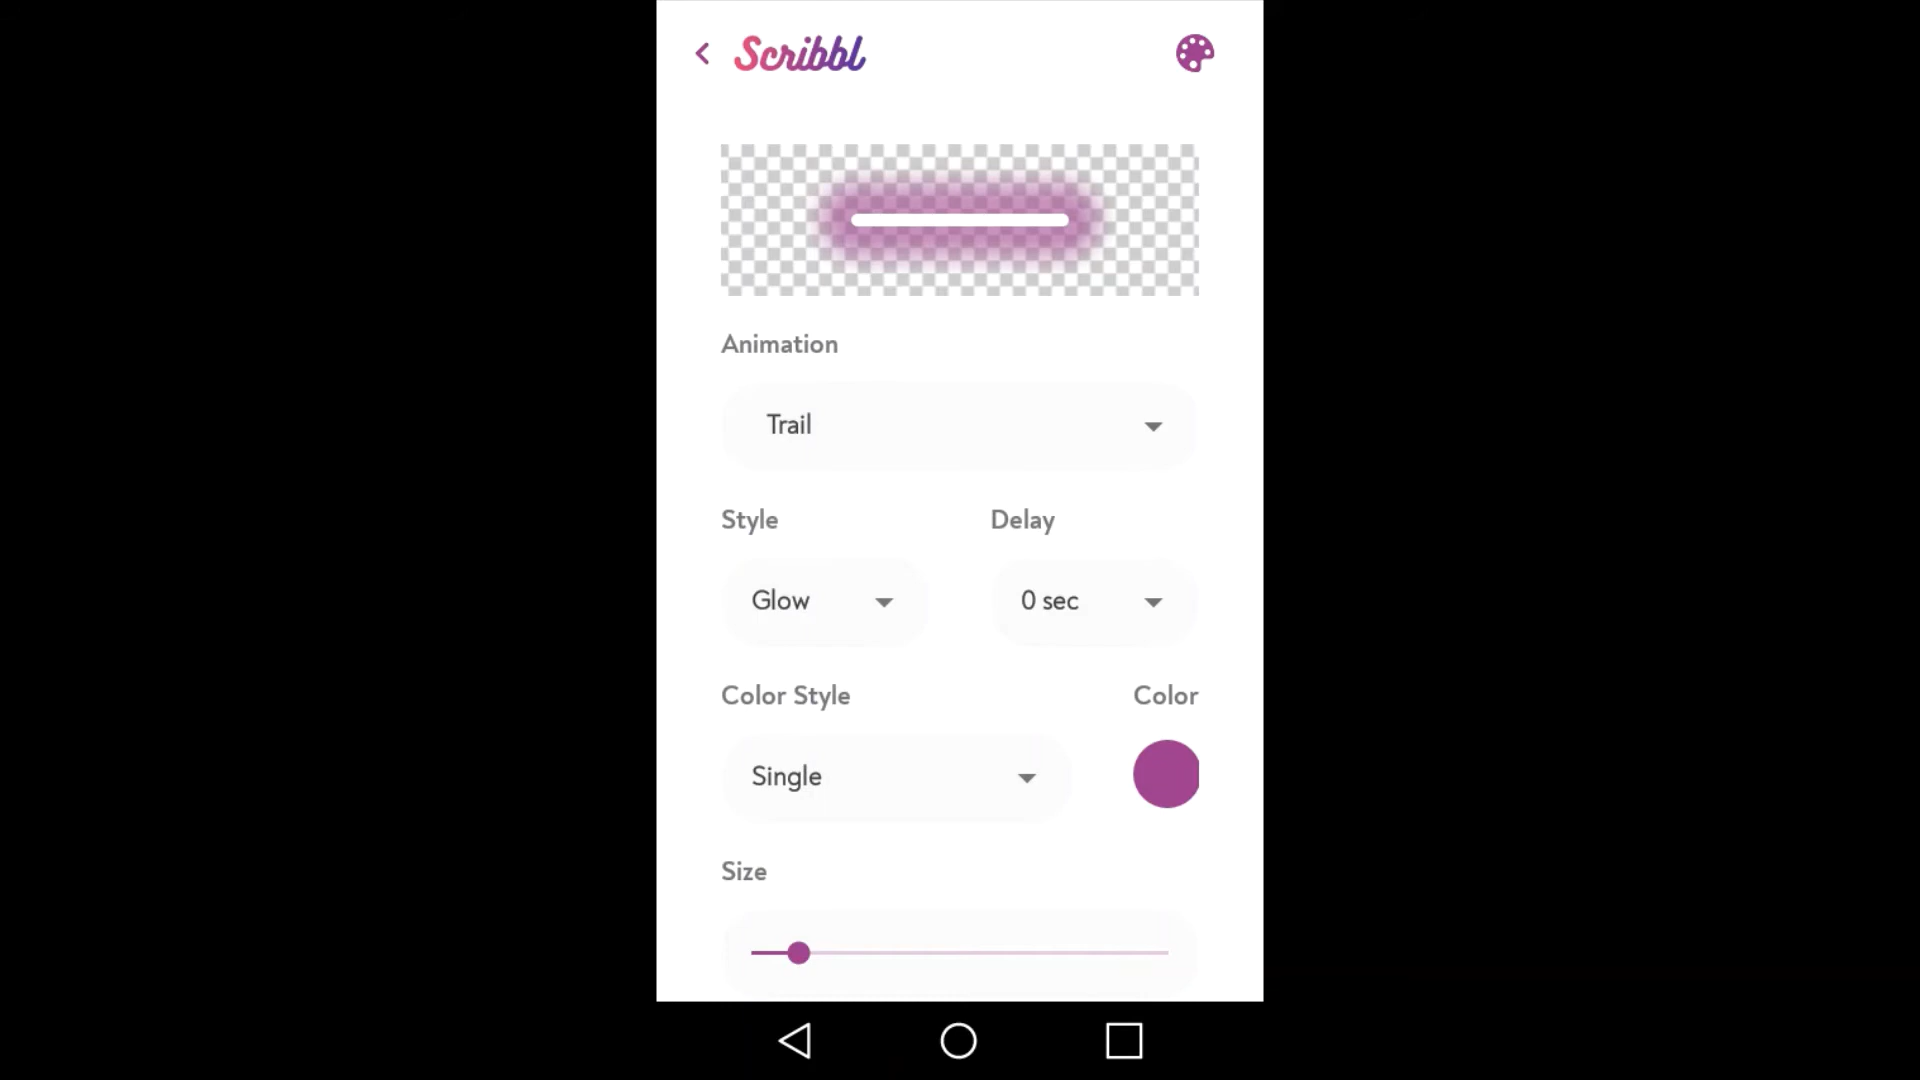 Scribbl
Animation
Trail
Style Delay
Glow 0 sec
Color Style Color
Single
Size